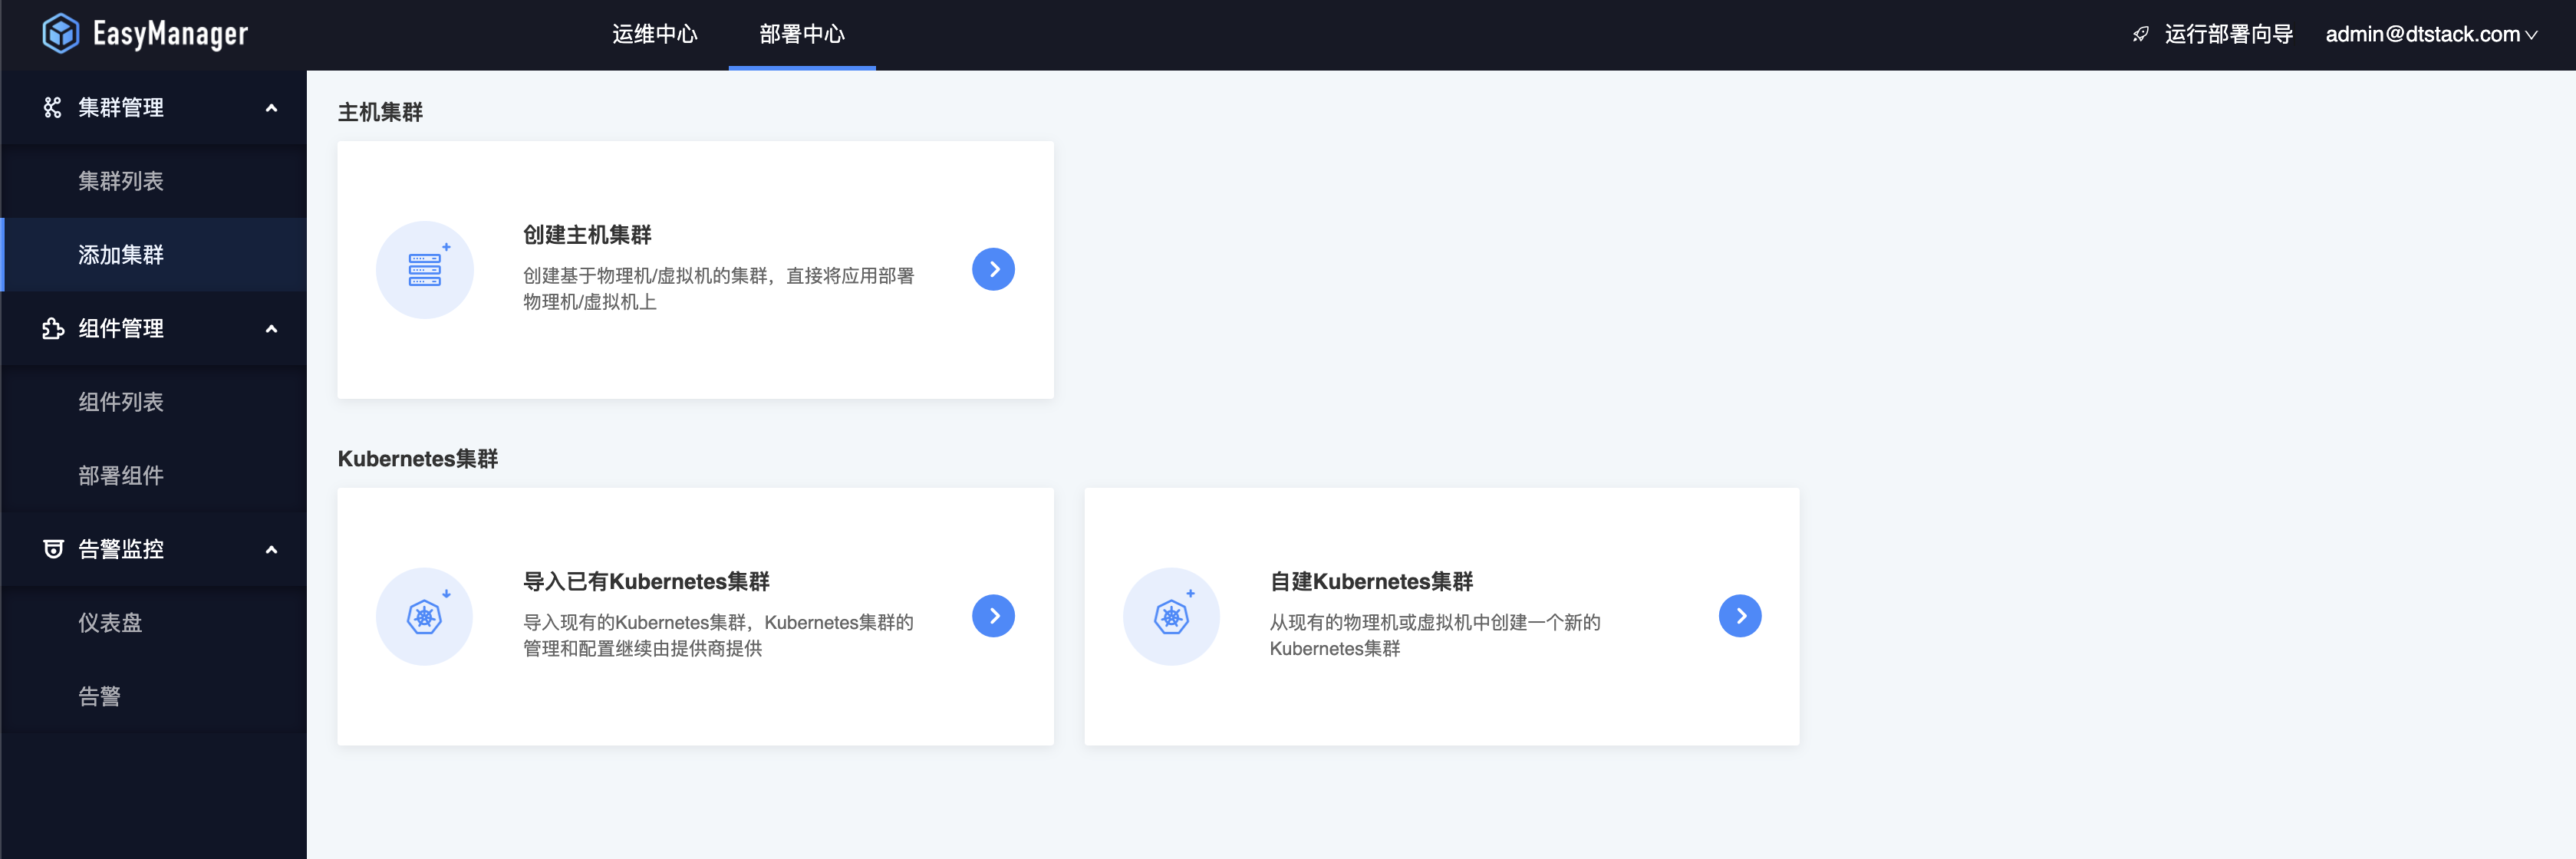 EasyManager
运维中心
部署中心
运行部署向导
admin@dtstack.com
集群管理
集群列表
添加集群
组件管理
组件列表
部署组件
告警监控
仪表盘
告警
主机集群
创建主机集群
创建基于物理机/虚拟机的集群，直接将应用部署
物理机/虚拟机上
Kubernetes集群
导入已有Kubernetes集群
导入现有的Kubernetes集群，Kubernetes集群的
管理和配置继续由提供商提供
自建Kubernetes集群
从现有的物理机或虚拟机中创建一个新的
Kubernetes集群